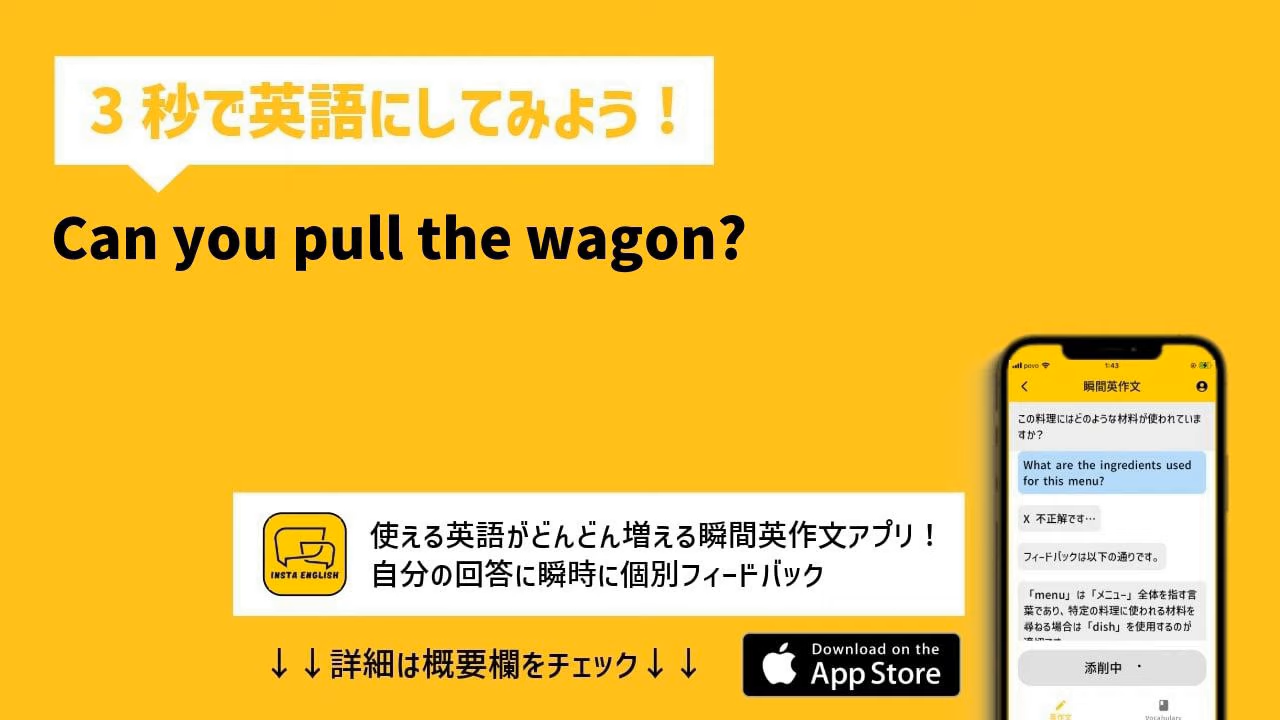 3 秒で英語にしてみよう！
Can you pull the wagon?
povo
1:43
瞬間英作文
この料理にはどのような材料が使われていま
すか？
What are the ingredients used
for this menu?
X 不正解です…
フィードバックは以下の通りです。
「menu」は「メニュー」全体を指す言
葉であり、特定の料理に使われる材料を
尋ねる場合は「dish」を使用するのが
添削中 ・
英作文
Vocabulary
INSTA ENGLISH
使える英語がどんどん増える瞬間英作文アプリ！
自分の回答に瞬時に個別フィードバック
↓↓詳細は概要欄をチェック↓↓
Download on the
App Store